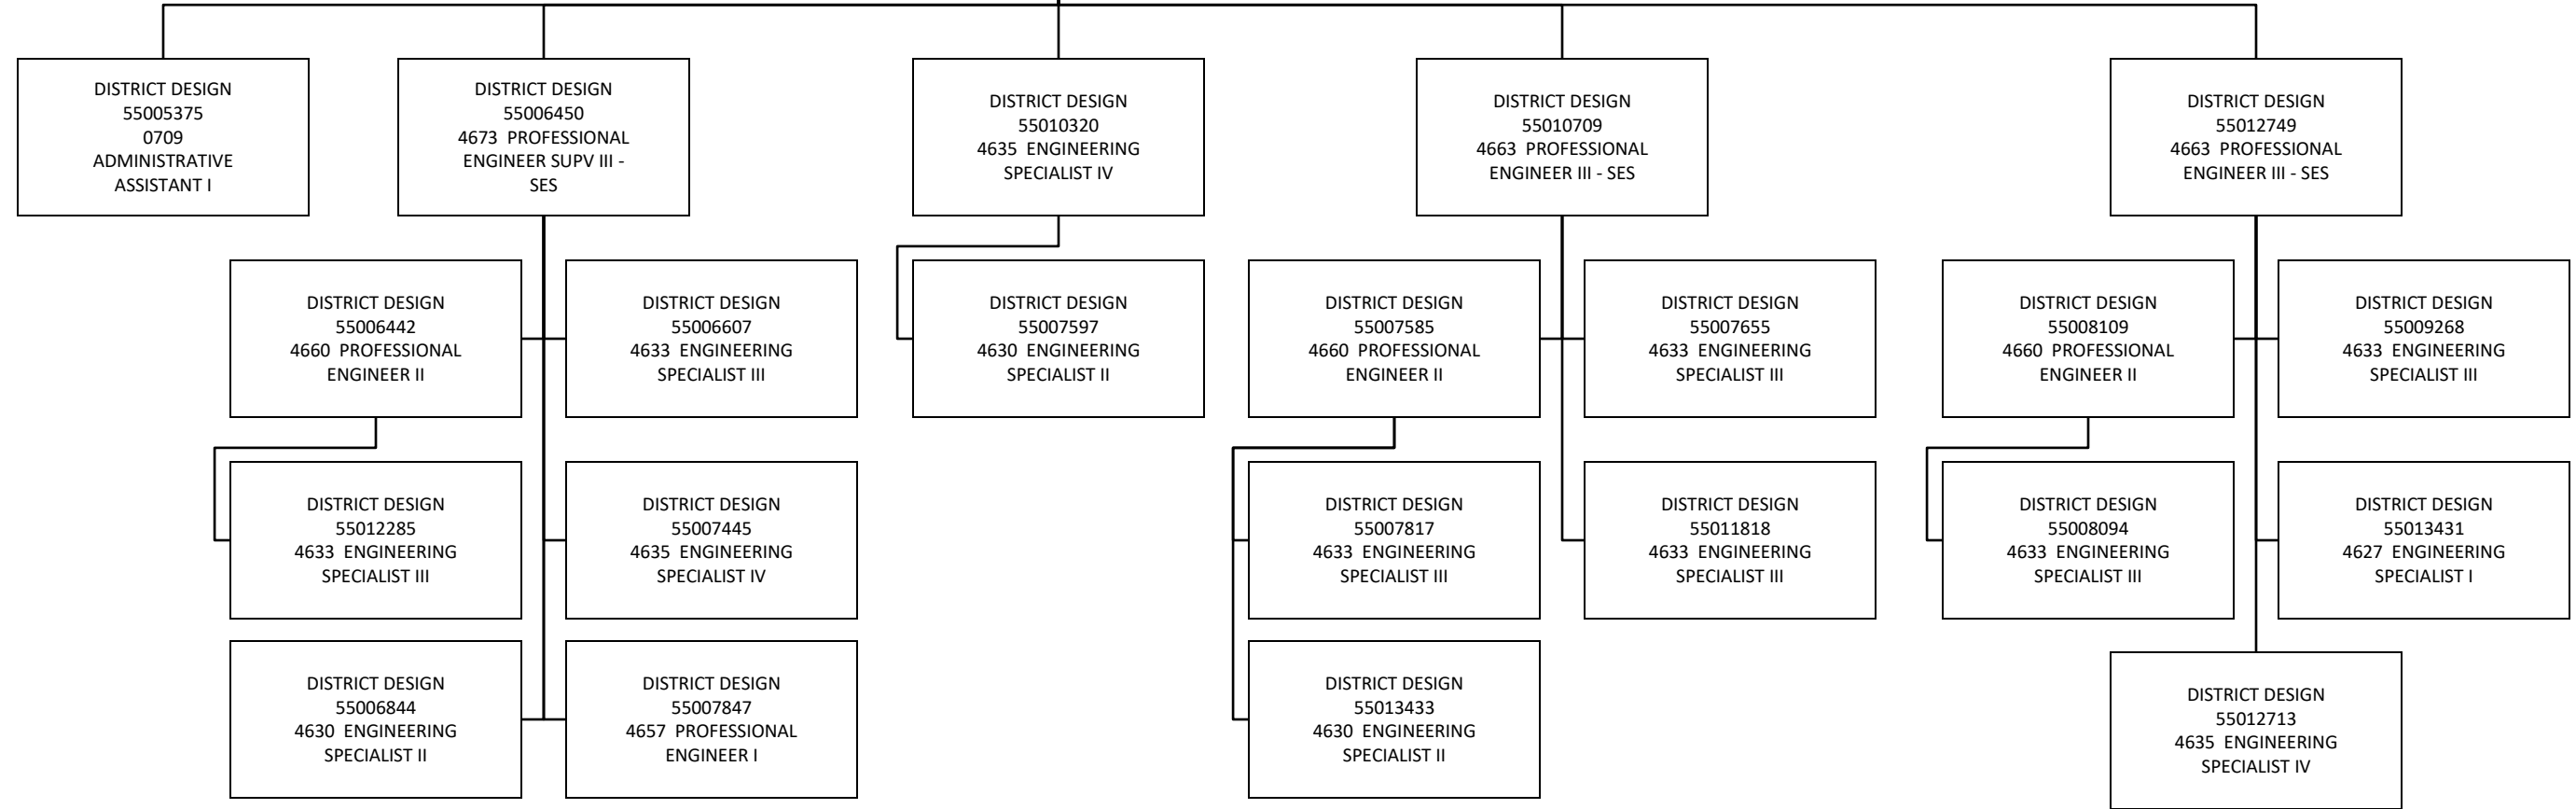 DISTRICT DESIGN
55005375
0709
ADMINISTRATIVE
ASSISTANT I
DISTRICT DESIGN
55006450
4673 PROFESSIONAL
ENGINEER SUPV III -
SES
DISTRICT DESIGN
55010320
4635 ENGINEERING
SPECIALIST IV
DISTRICT DESIGN
55010709
4663 PROFESSIONAL
ENGINEER III - SES
DISTRICT DESIGN
55012749
4663 PROFESSIONAL
ENGINEER III - SES
DISTRICT DESIGN
55006442
4660 PROFESSIONAL
ENGINEER II
DISTRICT DESIGN
55006607
4633 ENGINEERING
SPECIALIST III
DISTRICT DESIGN
55007597
4630 ENGINEERING
SPECIALIST II
DISTRICT DESIGN
55007585
4660 PROFESSIONAL
ENGINEER II
DISTRICT DESIGN
55007655
4633 ENGINEERING
SPECIALIST III
DISTRICT DESIGN
55008109
4660 PROFESSIONAL
ENGINEER II
DISTRICT DESIGN
55009268
4633 ENGINEERING
SPECIALIST III
DISTRICT DESIGN
55012285
4633 ENGINEERING
SPECIALIST III
DISTRICT DESIGN
55007445
4635 ENGINEERING
SPECIALIST IV
DISTRICT DESIGN
55007817
4633 ENGINEERING
SPECIALIST III
DISTRICT DESIGN
55011818
4633 ENGINEERING
SPECIALIST III
DISTRICT DESIGN
55008094
4633 ENGINEERING
SPECIALIST III
DISTRICT DESIGN
55013431
4627 ENGINEERING
SPECIALIST I
DISTRICT DESIGN
55006844
4630 ENGINEERING
SPECIALIST II
DISTRICT DESIGN
55007847
4657 PROFESSIONAL
ENGINEER I
DISTRICT DESIGN
55013433
4630 ENGINEERING
SPECIALIST II
DISTRICT DESIGN
55012713
4635 ENGINEERING
SPECIALIST IV